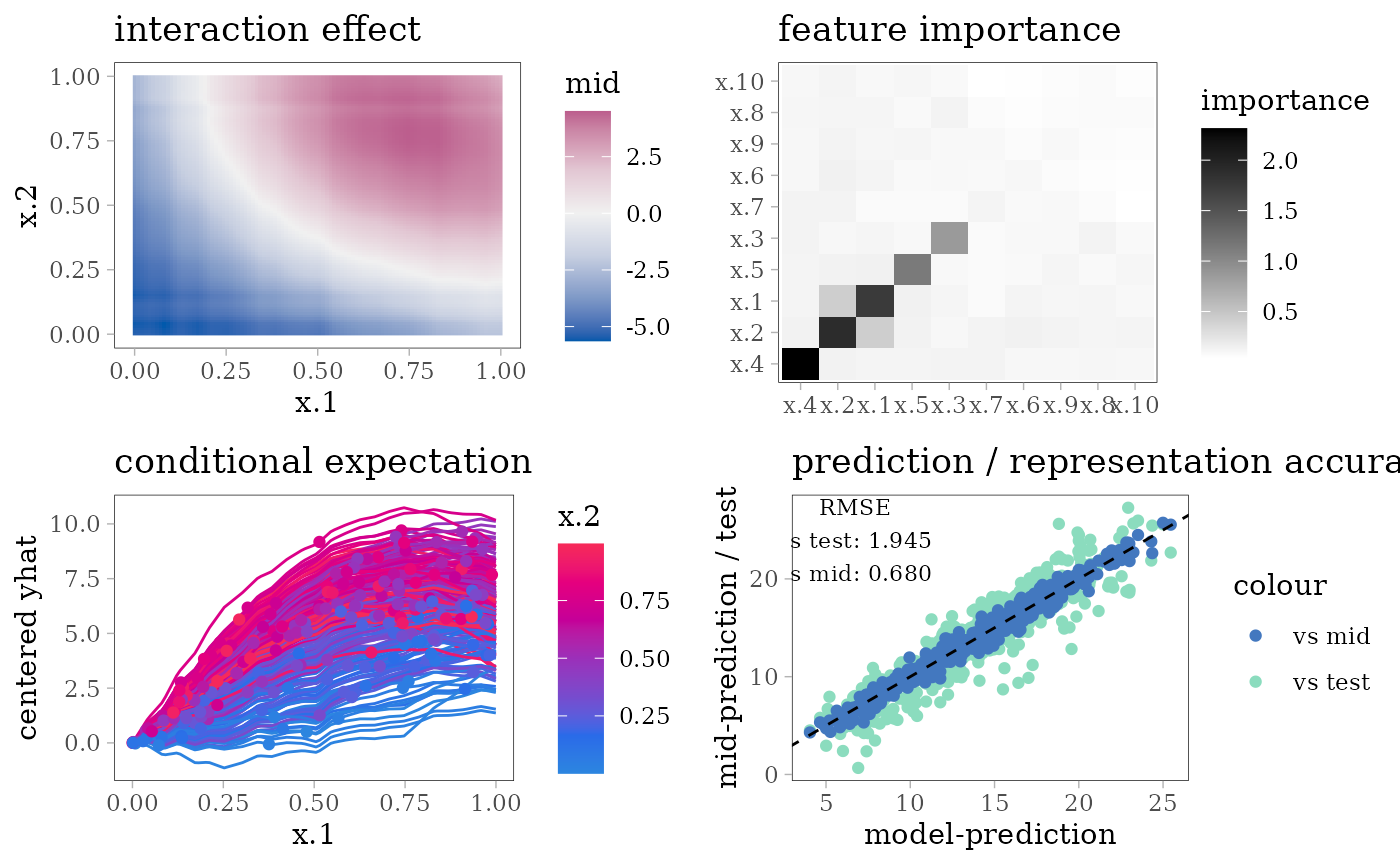 interaction effect
mid
2.5
0.0
-2.5
-5.0
x.2
1.00
0.75
0.50
0.25
0.00
0.00 0.25 0.50 0.75 1.00
x.1
feature importance
importance
2.0
1.5
1.0
0.5
x.10
x.8
x.9
x.6
x.7
x.3
x.5
x.1
x.2
x.4
x.4 x.2 x.1 x.5 x.3 x.7 x.6 x.9 x.8 x.10
conditional expectation
x.2
0.75
0.50
0.25
centered yhat
10.0
7.5
5.0
2.5
0.0
0.00 0.25 0.50 0.75 1.00
x.1
prediction / representation accura
mid-prediction / test
RMSE
s test: 1.945
s mid: 0.680
20
10
0
5 10 15 20 25
model-prediction
colour
vs mid
vs test